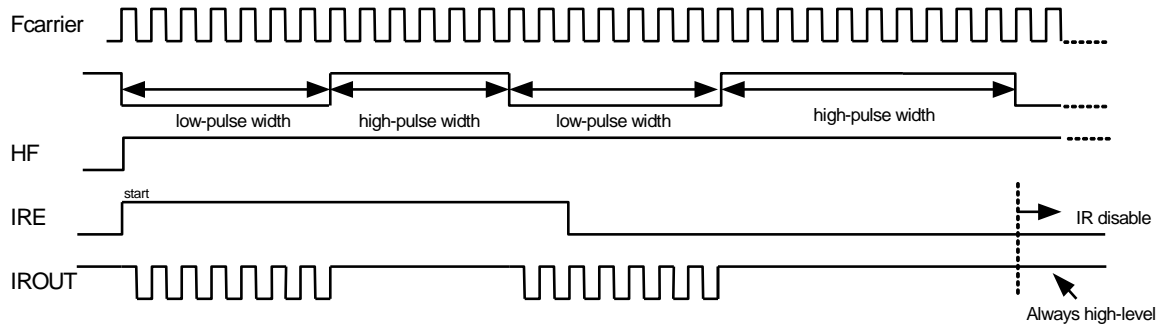 Fcarrier
low-pulse width high-pulse width low-pulse width high-pulse width
HF
start
IRE
IR disable
IROUT
Always high-level